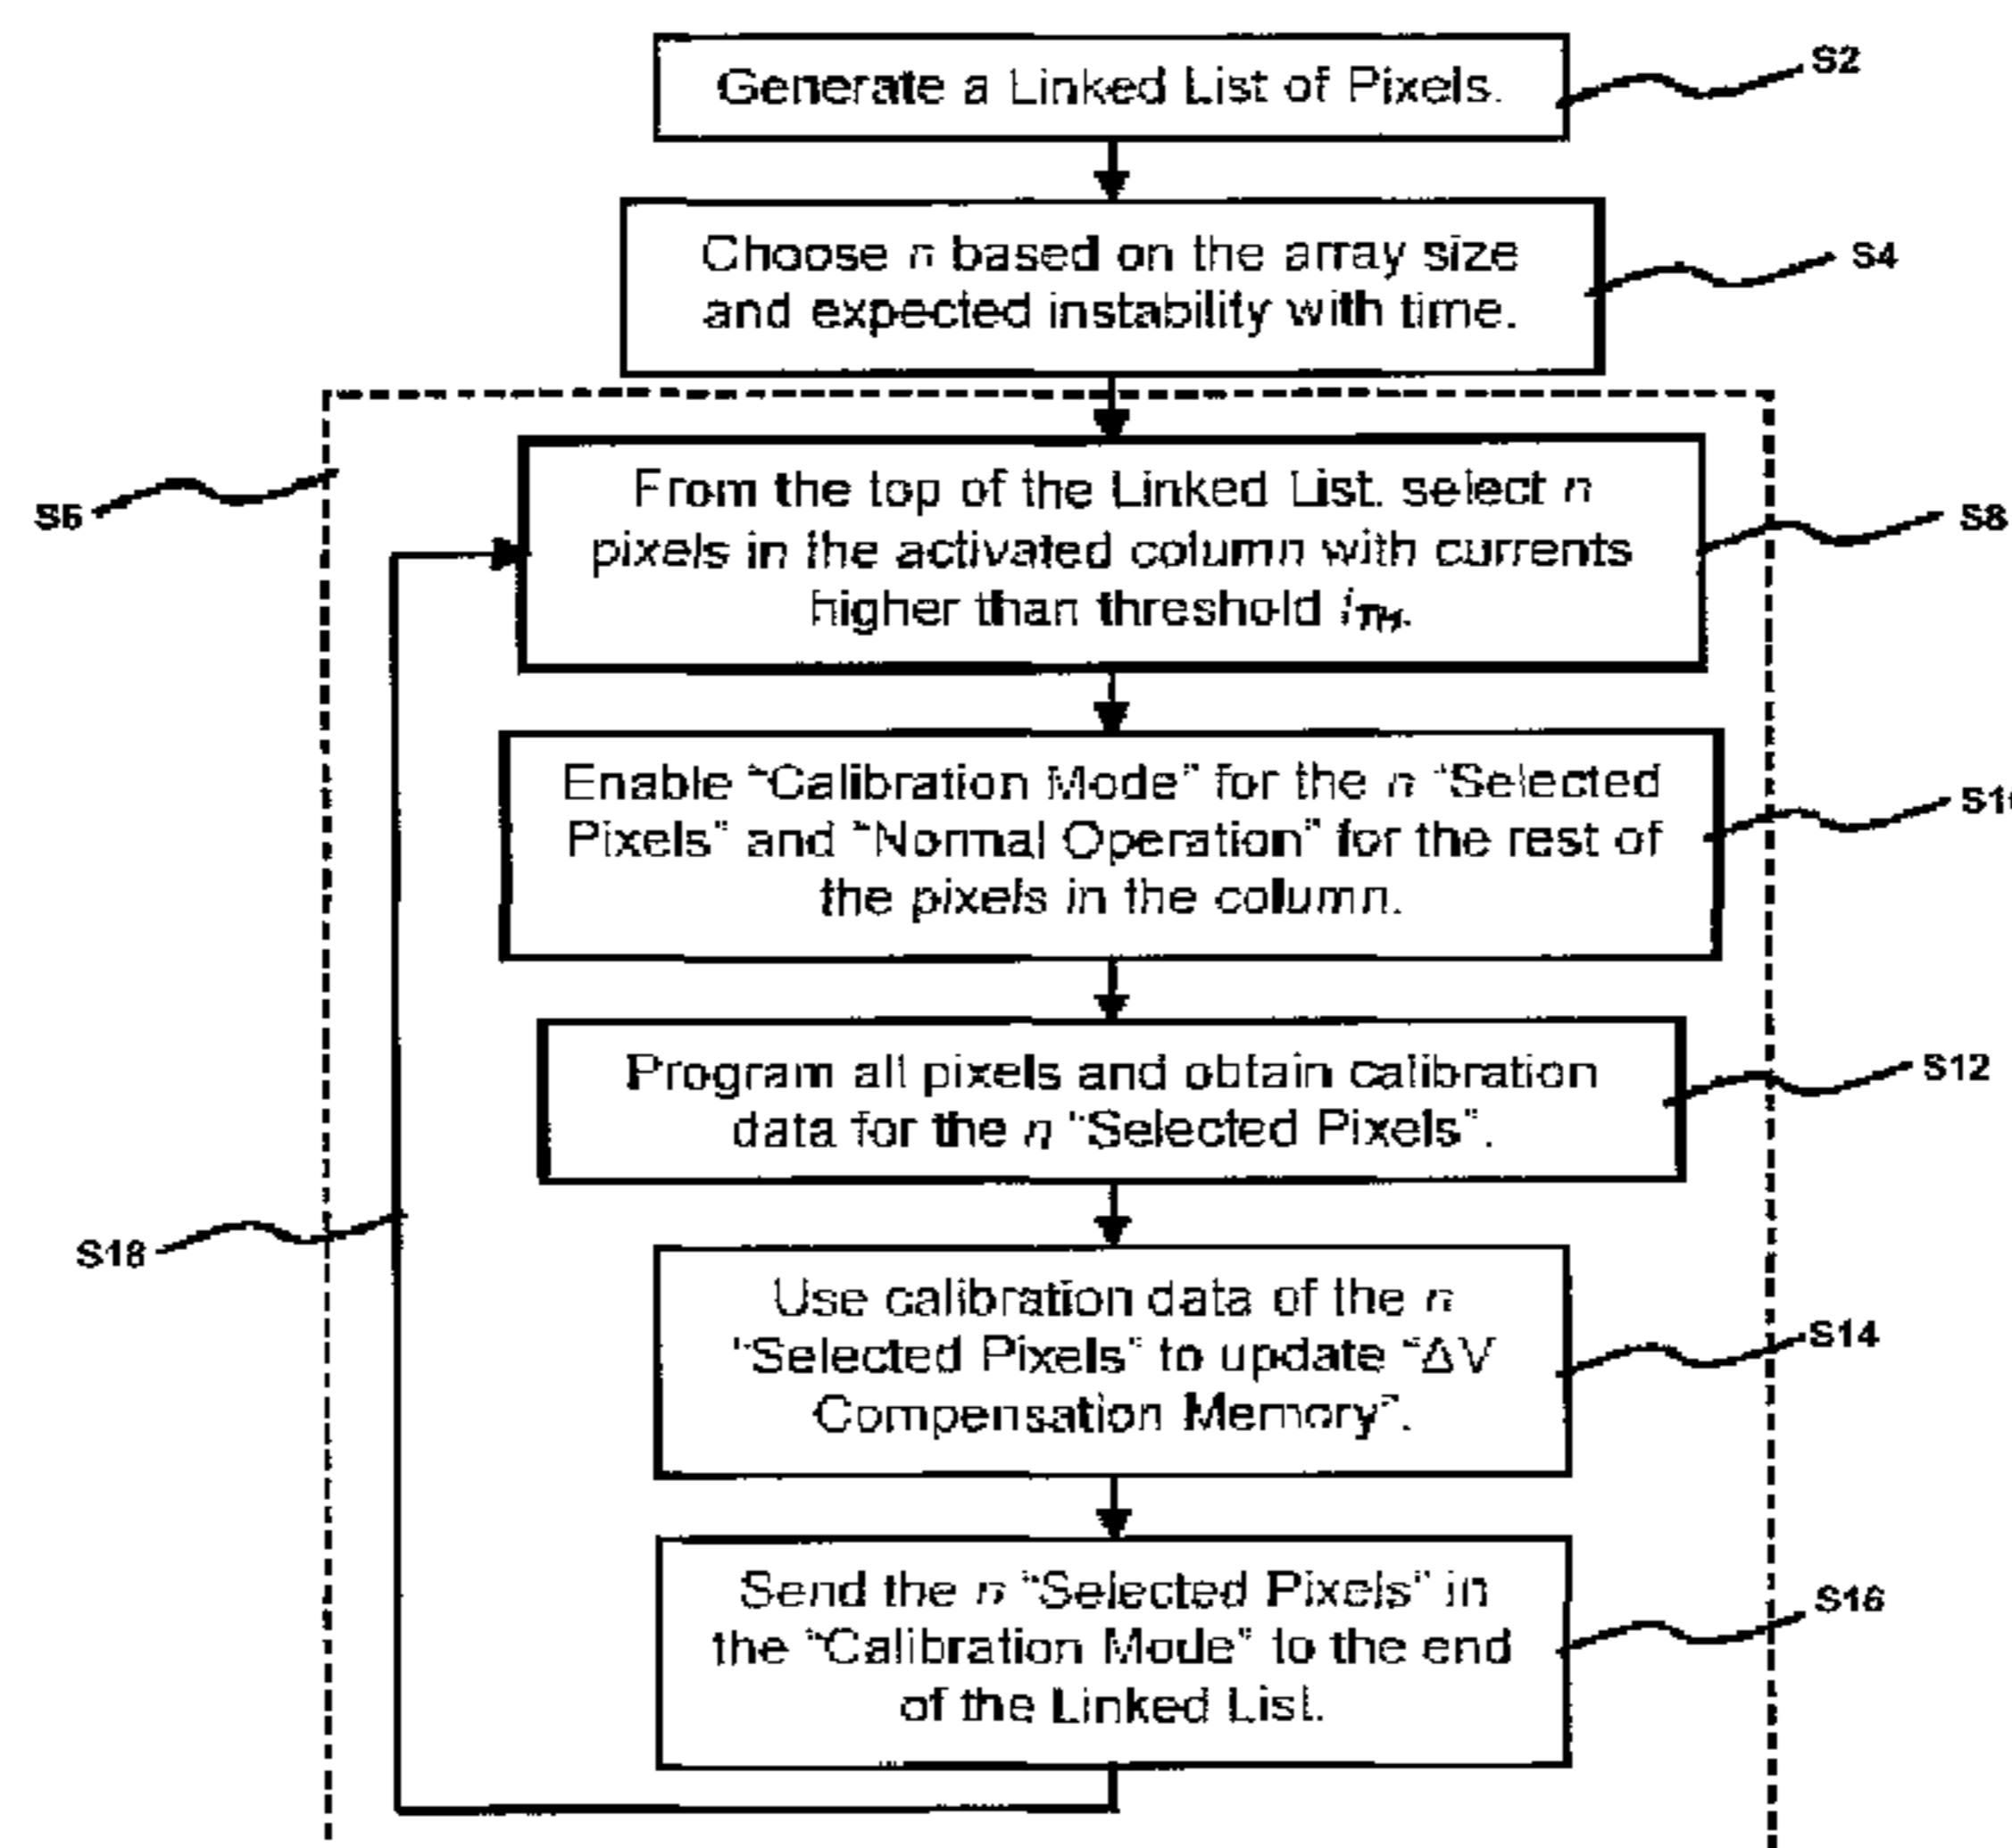 Generate a Linked List of Pixels.
S2
Choose n based on the array size
and expected instability with time.
S4
S6
From the top of the Linked List. select n
pixels in the activated column with currents
higher than threshold iTH.
S8
Enable "Calibration Mode" for the n "Selected
Pixels" and "Normal Operation" for the rest of
the pixels in the column.
Program all pixels and obtain calibration
data for the n "Selected Pixels".
S12
S18
Use calibration data of the n
"Selected Pixels" to update "ΔV
Compensation Memory".
S14
Send the n "Selected Pixels" in
the "Calibration Mode" to the end
of the Linked List.
S16